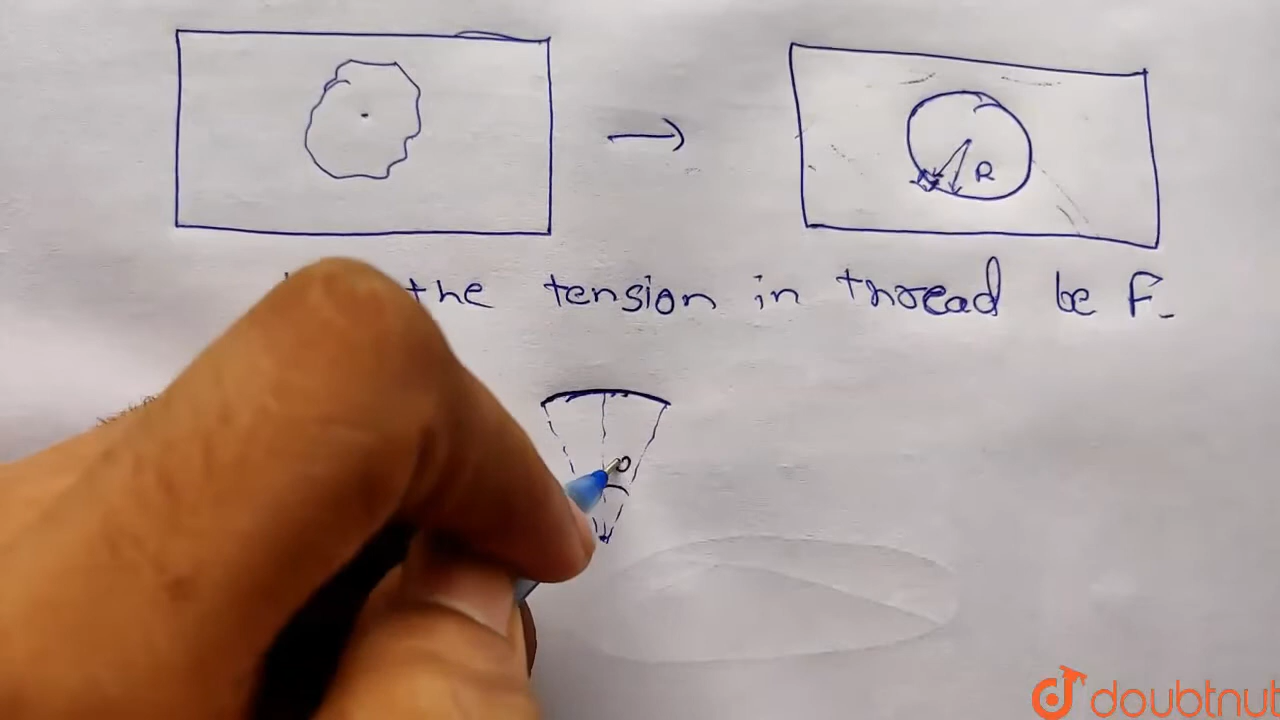 R
the tension in thread be F.
θ
doubtnut